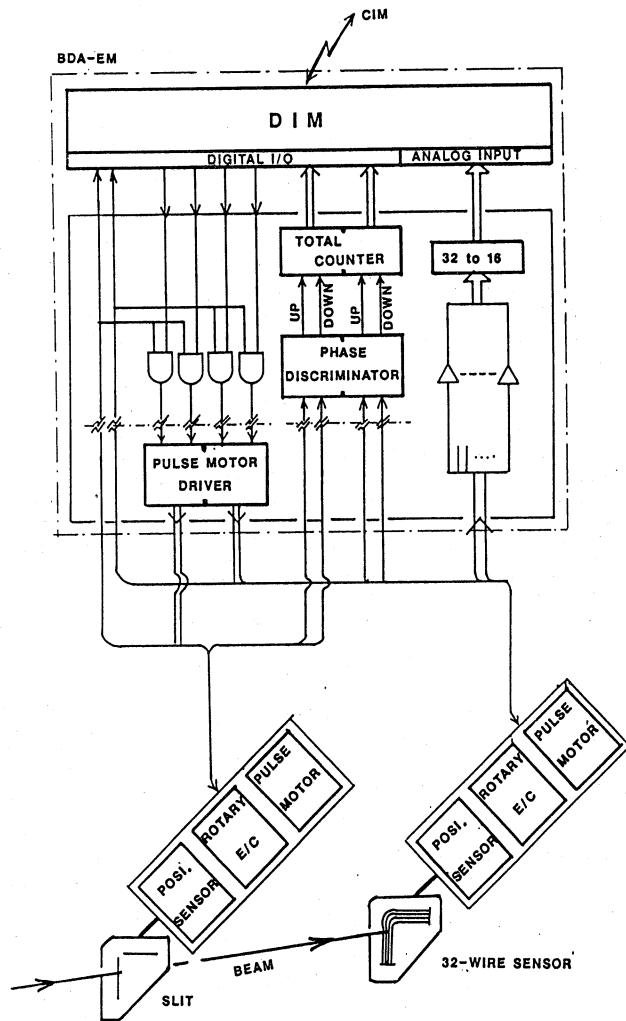 CIM
BDA-EM
DIM
DIGITAL I/O
ANALOG INPUT
TOTAL
COUNTER
32 to 16
UP
DOWN
UP
DOWN
PHASE
DISCRIMINATOR
PULSE MOTOR
DRIVER
PULSE
MOTOR
ROTARY
E/C
POSI.
SENSOR
PULSE
MOTOR
ROTARY
E/C
POSI.
SENSOR
BEAM
SLIT
32-WIRE SENSOR